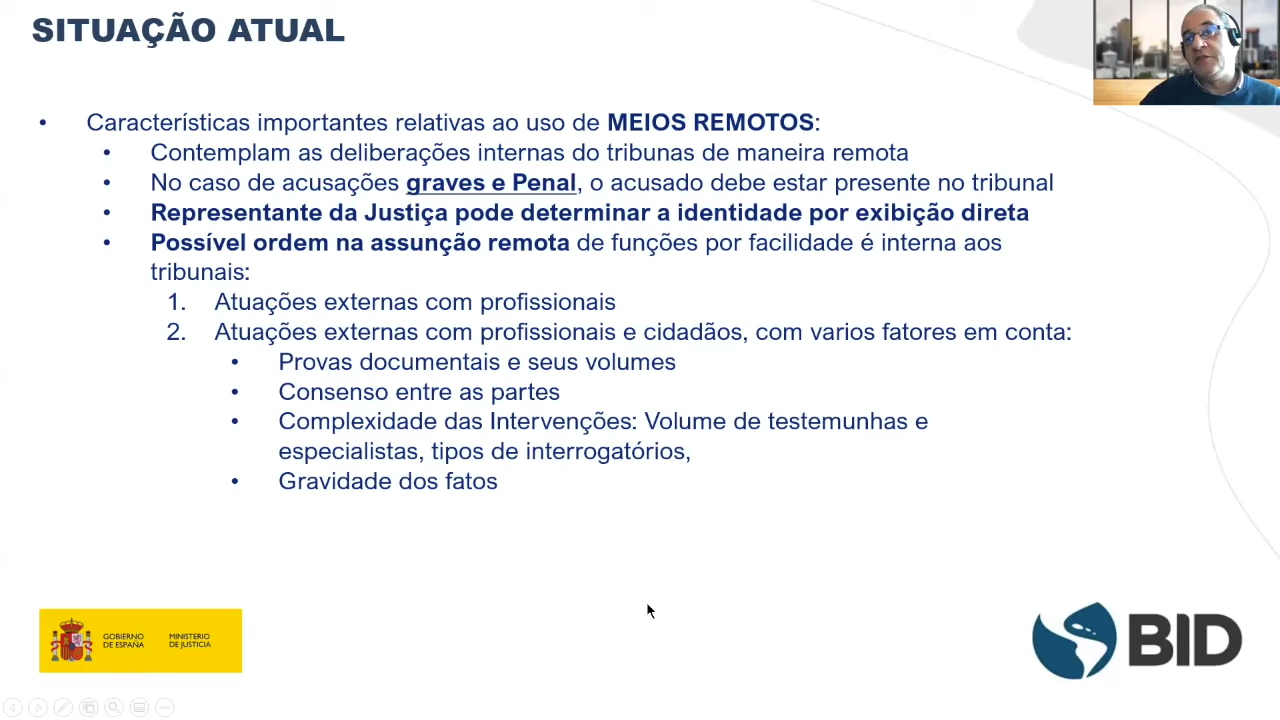 SITUAÇÃO ATUAL
• Características importantes relativas ao uso de MEIOS REMOTOS:
• Contemplam as deliberações internas do tribunas de maneira remota
• No caso de acusações graves e Penal, o acusado debe estar presente no tribunal
• Representante da Justiça pode determinar a identidade por exibição direta
• Possível ordem na assunção remota de funções por facilidade é interna aos
tribunais:
1. Atuações externas com profissionais
2. Atuações externas com profissionais e cidadãos, com varios fatores em conta:
• Provas documentais e seus volumes
• Consenso entre as partes
• Complexidade das Intervenções: Volume de testemunhas e
especialistas, tipos de interrogatórios,
• Gravidade dos fatos
GOBIERNO
DE ESPAÑA
MINISTERIO
DE JUSTICIA
BID